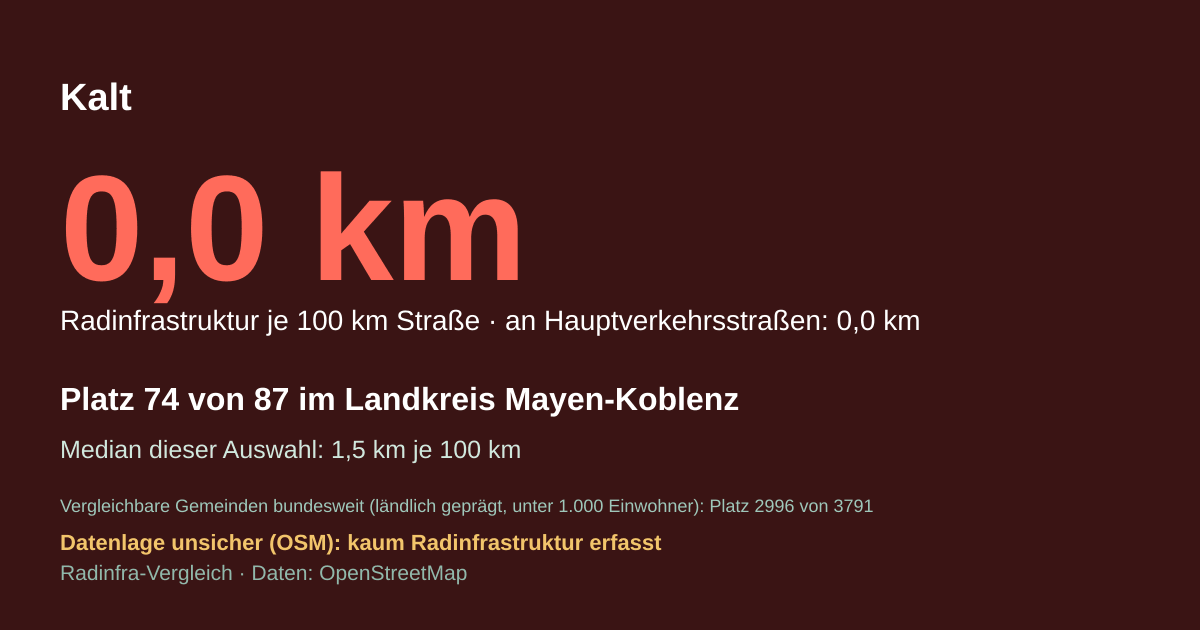 Kalt
0,0 km
Radinfrastruktur je 100 km Straße · an Hauptverkehrsstraßen: 0,0 km
Platz 74 von 87 im Landkreis Mayen-Koblenz
Median dieser Auswahl: 1,5 km je 100 km
Vergleichbare Gemeinden bundesweit (ländlich geprägt, unter 1.000 Einwohner): Platz 2996 von 3791
Datenlage unsicher (OSM): kaum Radinfrastruktur erfasst
Radinfra-Vergleich · Daten: OpenStreetMap